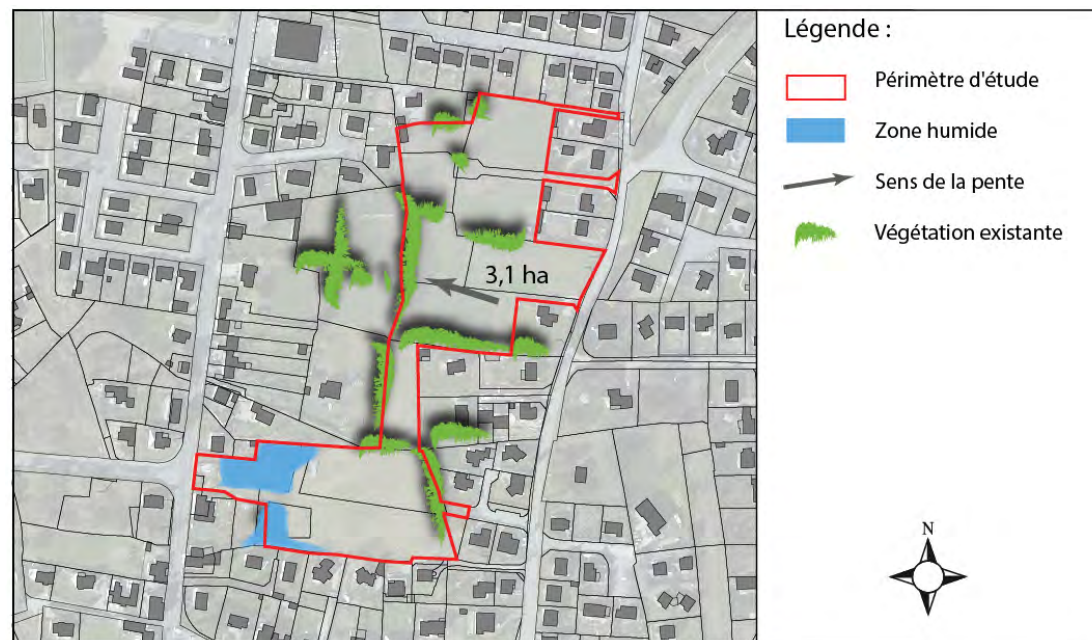 Légende :
Périmètre d'étude
Zone humide
Sens de la pente
Végétation existante
3,1 ha
N